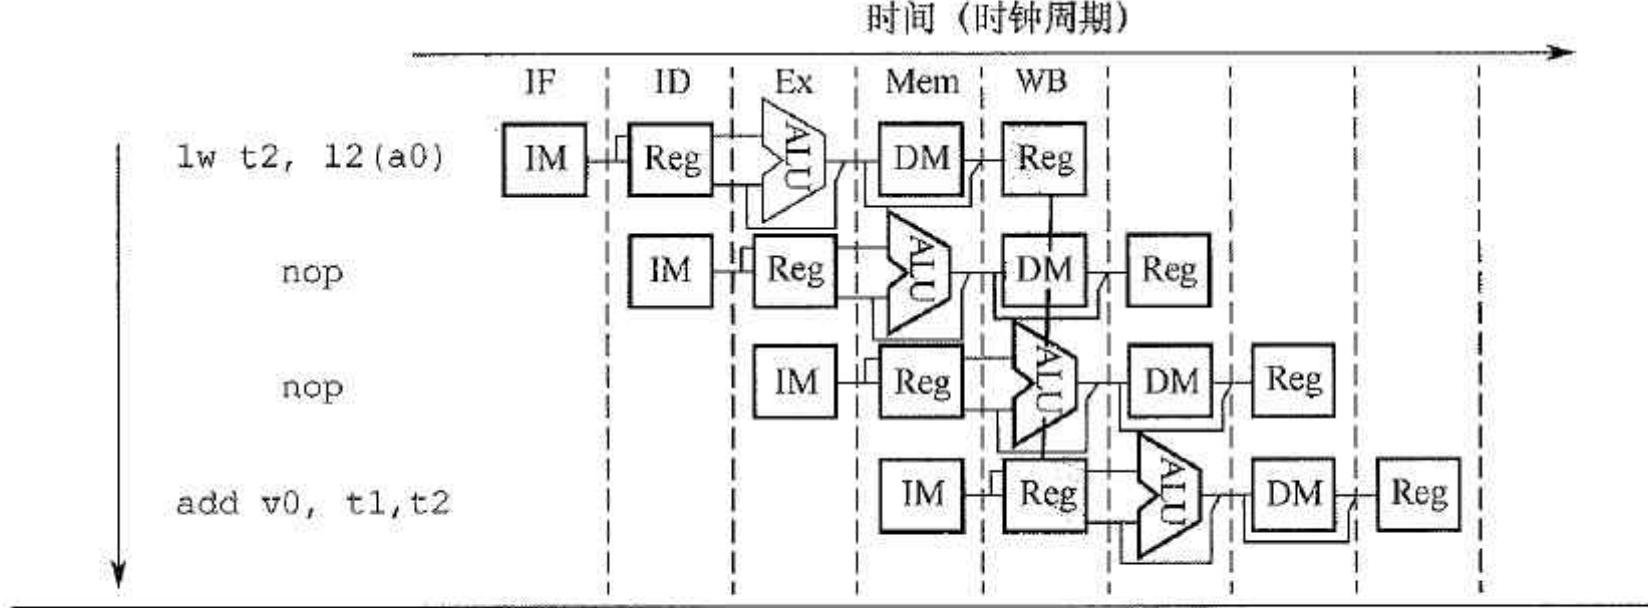 时间（时钟周期）
IF ID Ex Mem WB
lw t2, 12(a0) IM Reg ALU DM Reg
nop IM Reg ALU DM Reg
nop IM Reg ALU DM Reg
add v0, t1,t2 IM Reg ALU DM Reg